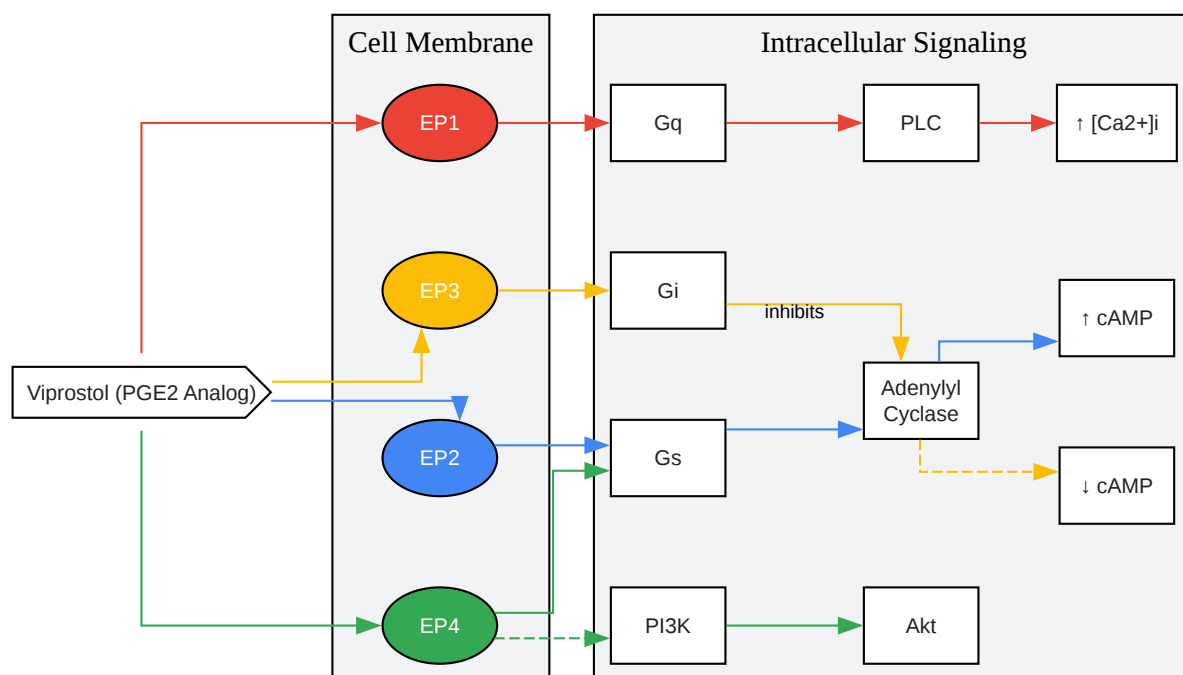 Cell Membrane
Intracellular Signaling
EP1
Gq
PLC
↑ [Ca2+]i
EP3
Gi
inhibits
↑ cAMP
Viprostol (PGE2 Analog)
Adenylyl
Cyclase
EP2
Gs
↓ cAMP
EP4
PI3K
Akt